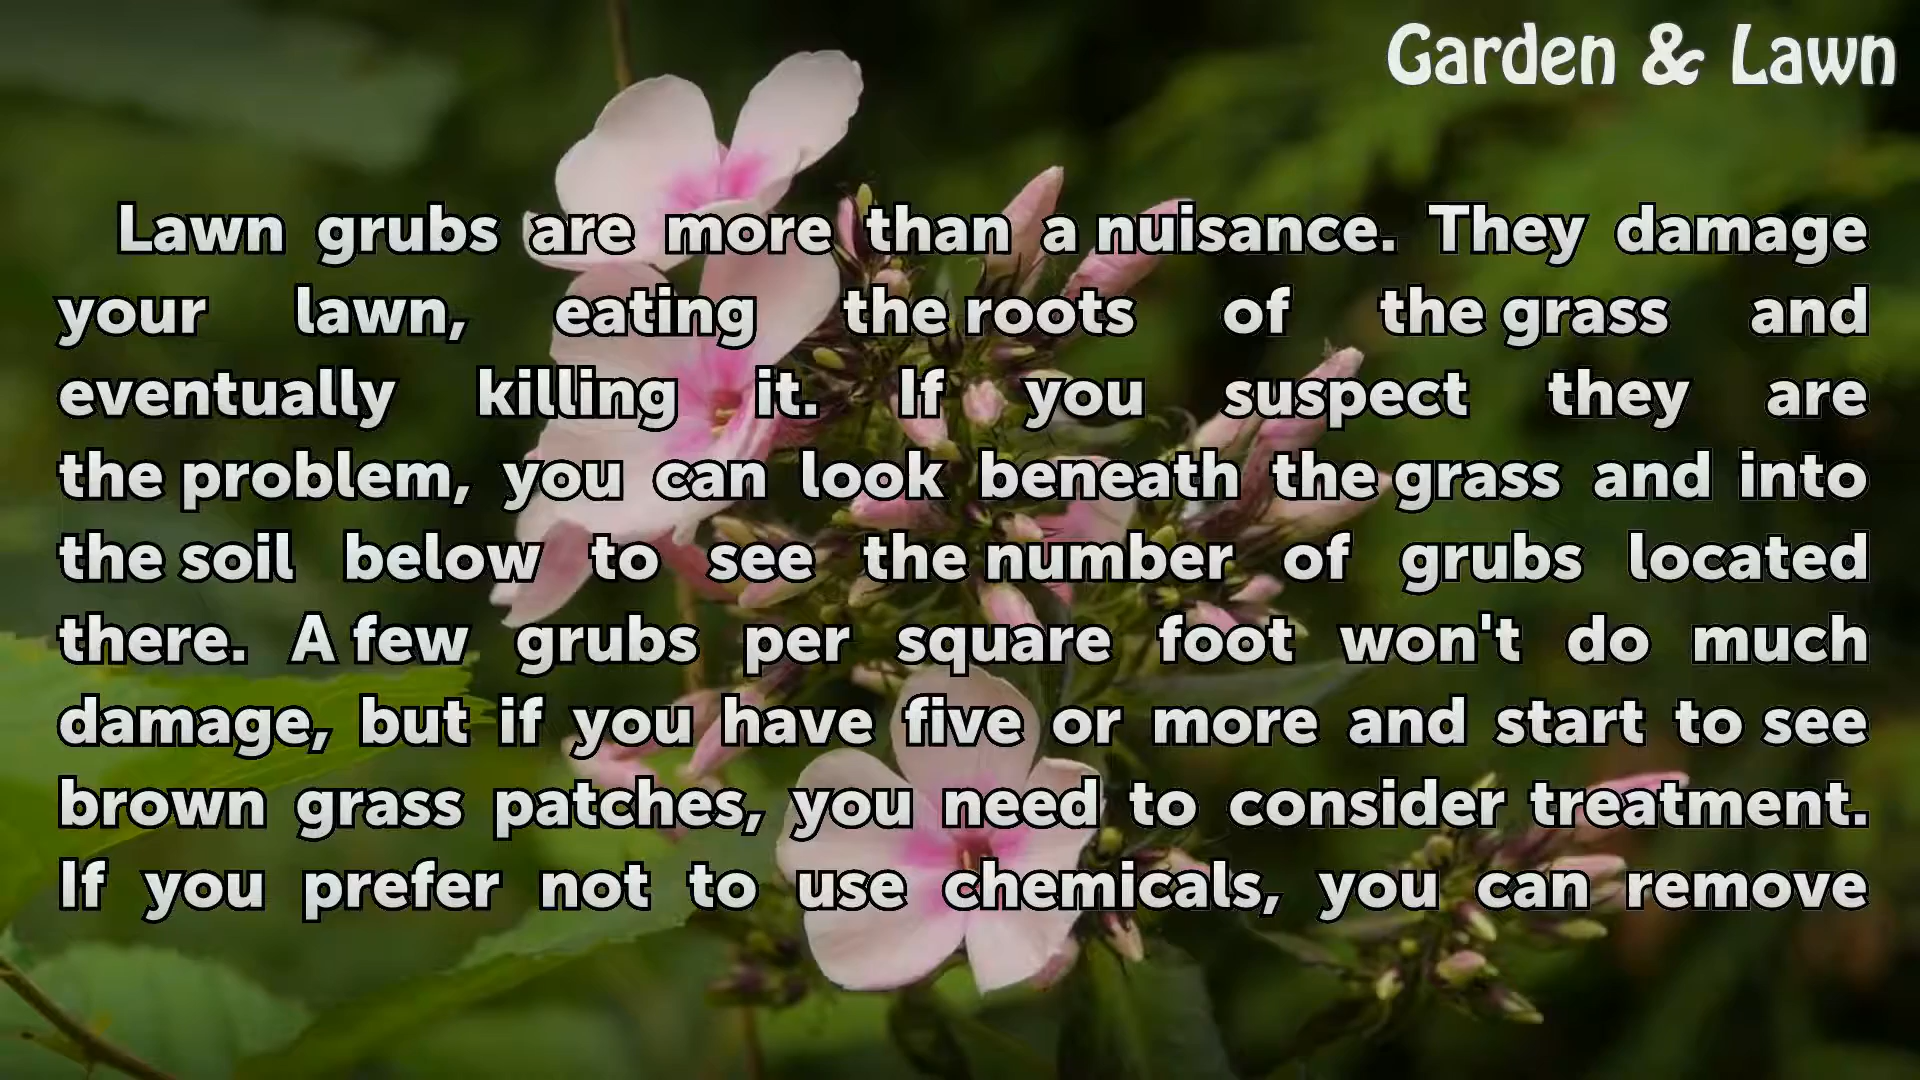 Garden & Lawn
Lawn grubs are more than a nuisance. They damage
your lawn, eating the roots of the grass and
eventually killing it. If you suspect they are
the problem, you can look beneath the grass and into
the soil below to see the number of grubs located
there. A few grubs per square foot won't do much
damage, but if you have five or more and start to see
brown grass patches, you need to consider treatment.
If you prefer not to use chemicals, you can remove